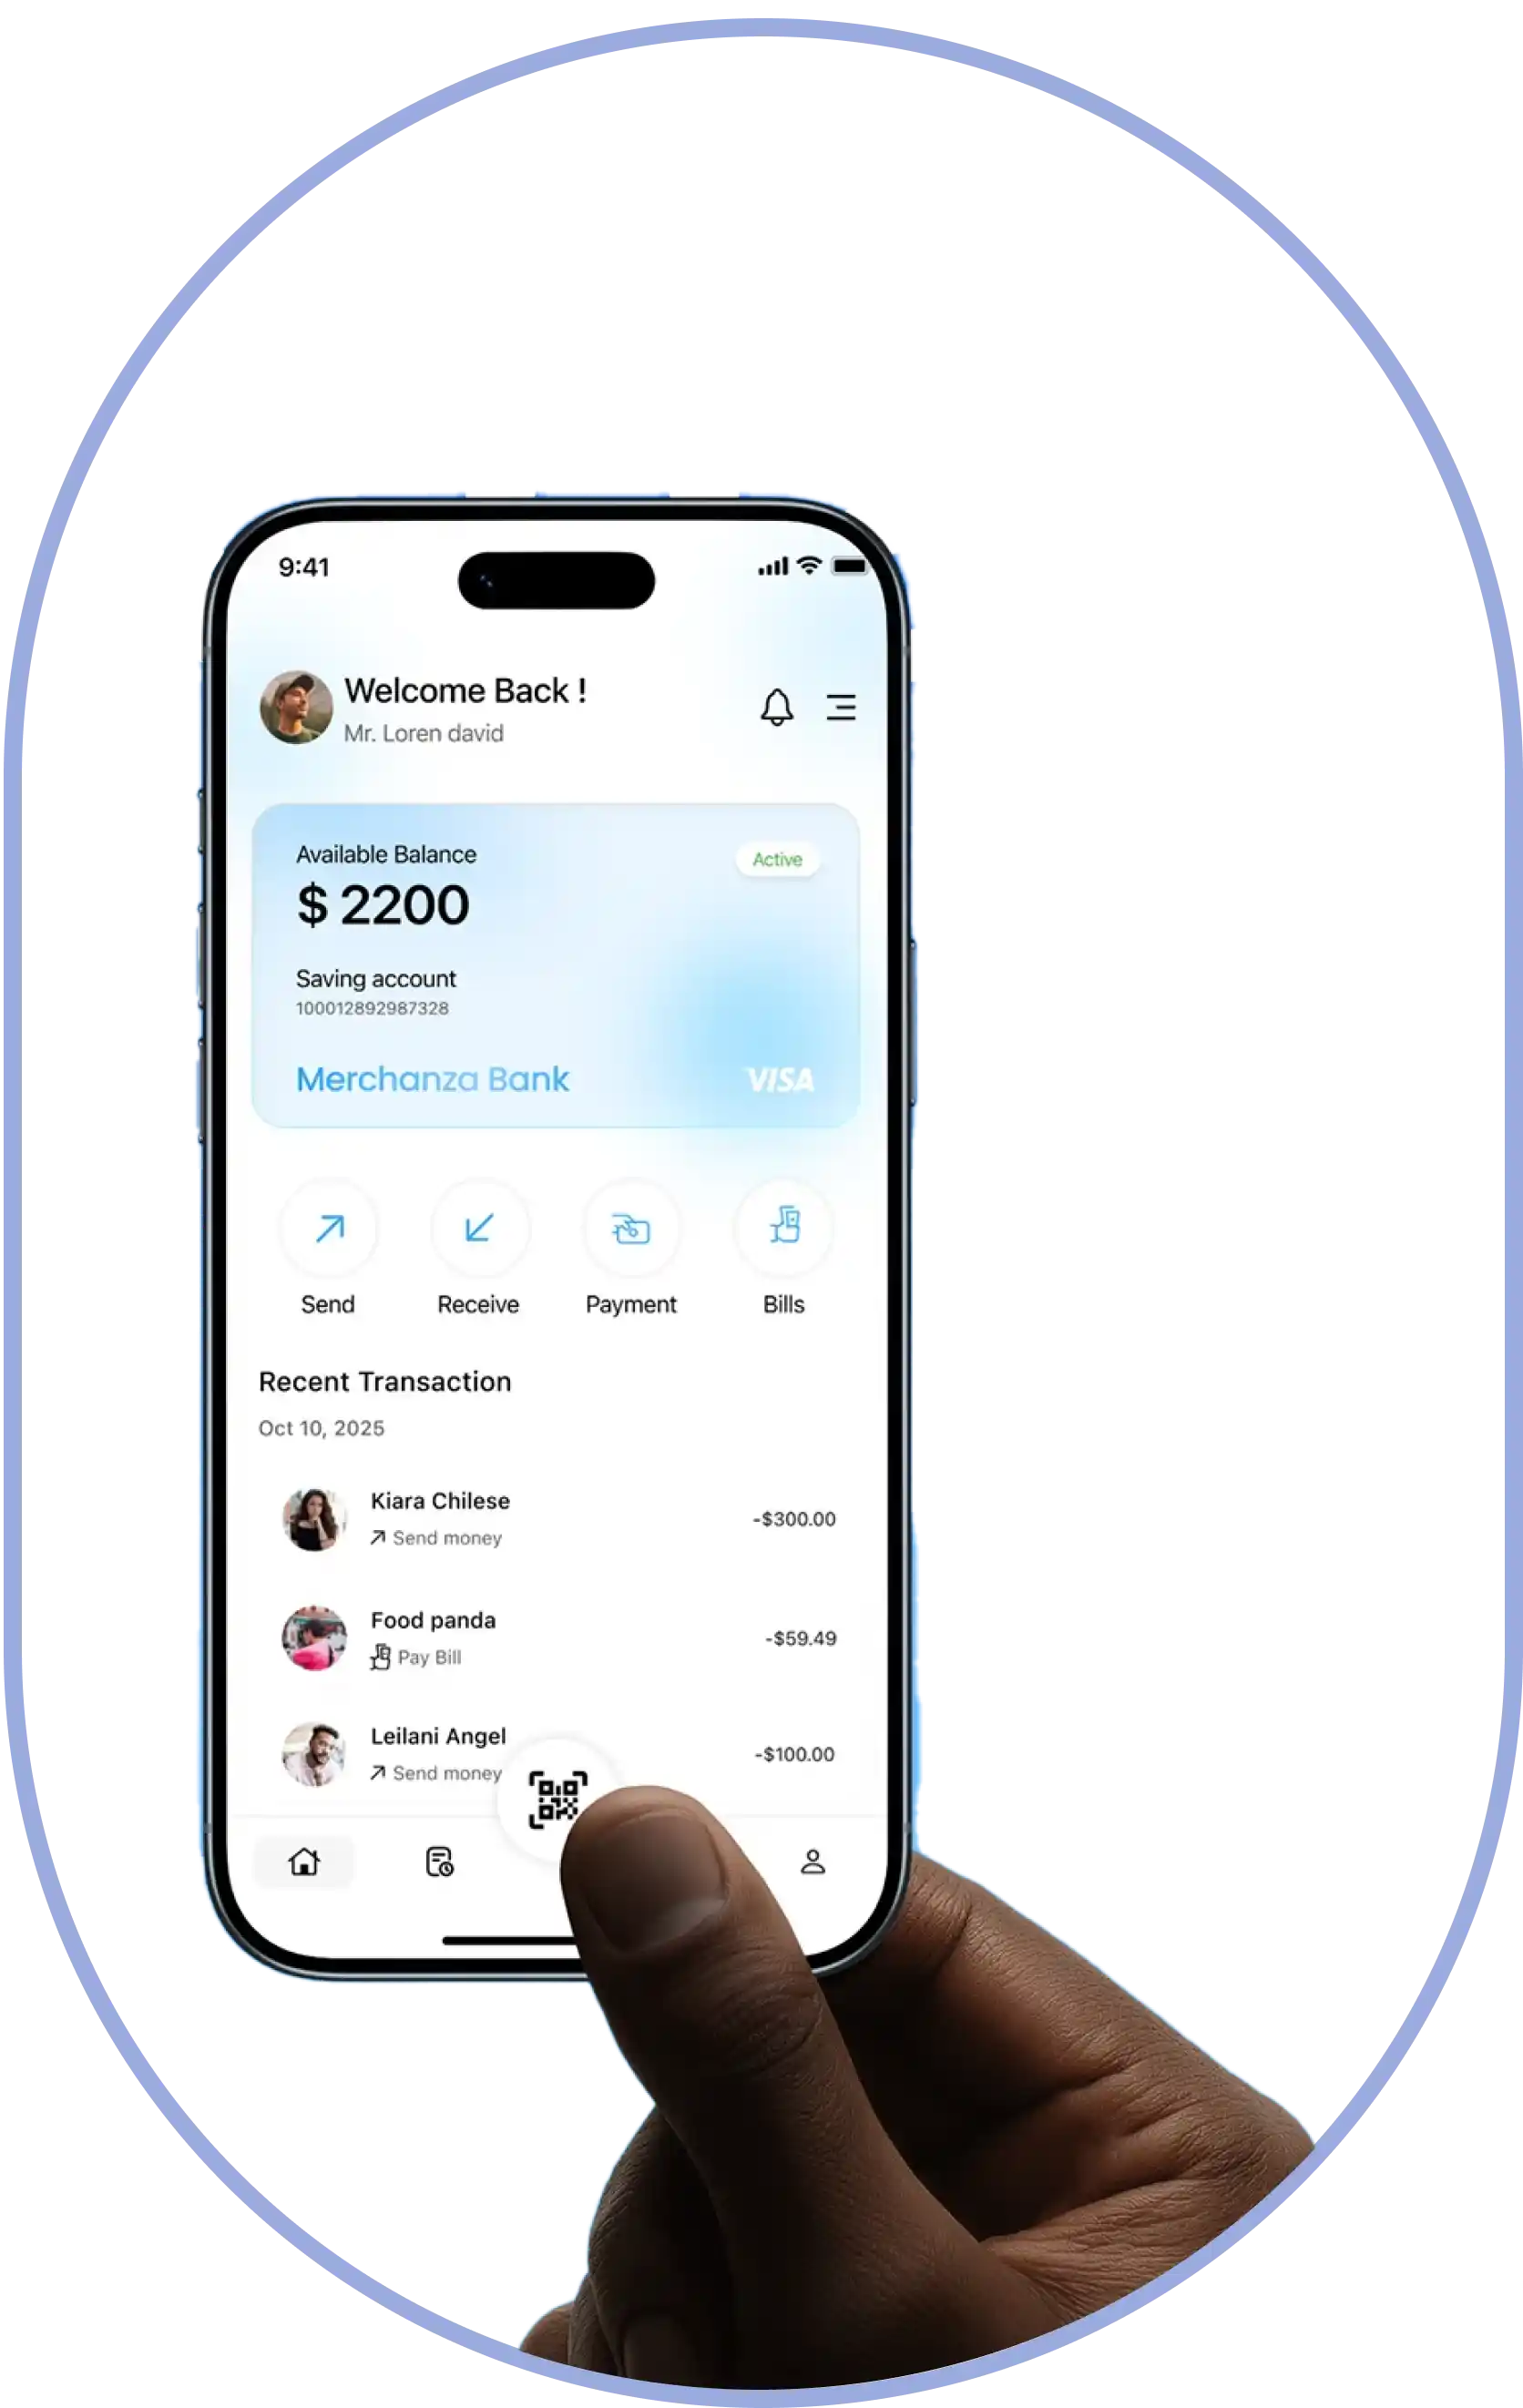 9:41
Welcome Back !
Mr. Loren david
Available Balance
Active
$ 2200
Saving account
100012892987328
Merchanza Bank
VISA
Send
Receive
Payment
Bills
Recent Transaction
Oct 10, 2025
Kiara Chilese
-$300.00
Send money
Food panda
-$59.49
Pay Bill
Leilani Angel
-$100.00
Send money